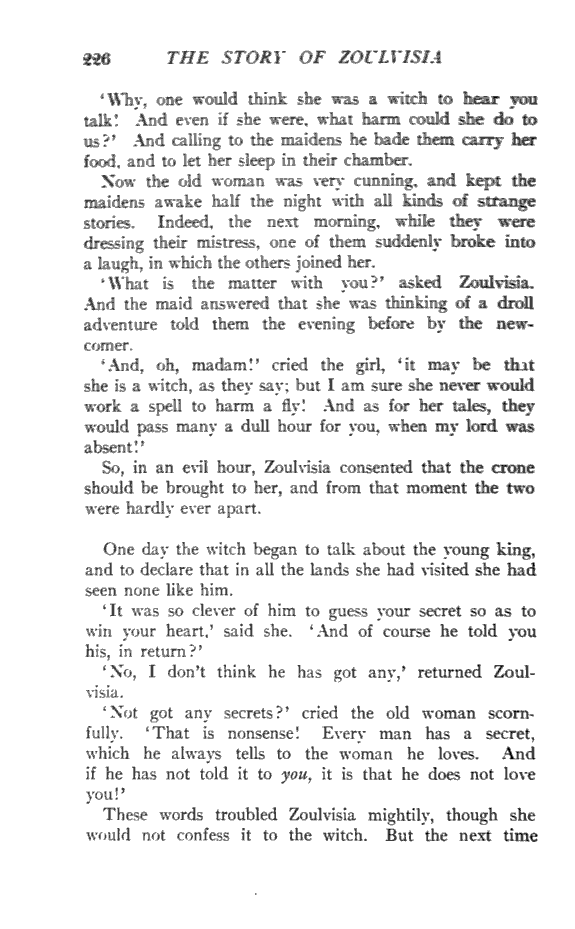 226 THE STORY OF ZOULVISIA
'Why, one would think she was a witch to hear you
talk! And even if she were, what harm could she do to
us?' And calling to the maidens he bade them carry her
food, and to let her sleep in their chamber.
Now the old woman was very cunning, and kept the
maidens awake half the night with all kinds of strange
stories. Indeed, the next morning, while they were
dressing their mistress, one of them suddenly broke into
a laugh, in which the others joined her.
'What is the matter with you?' asked Zoulvisia.
And the maid answered that she was thinking of a droll
adventure told them the evening before by the new-
comer.
'And, oh, madam!' cried the girl, 'it may be that
she is a witch, as they say; but I am sure she never would
work a spell to harm a fly! And as for her tales, they
would pass many a dull hour for you, when my lord was
absent!'
So, in an evil hour, Zoulvisia consented that the crone
should be brought to her, and from that moment the two
were hardly ever apart.
One day the witch began to talk about the young king,
and to declare that in all the lands she had visited she had
seen none like him.
'It was so clever of him to guess your secret so as to
win your heart,' said she. 'And of course he told you
his, in return?'
'No, I don't think he has got any,' returned Zoul-
visia.
'Not got any secrets?' cried the old woman scorn-
fully. 'That is nonsense! Every man has a secret,
which he always tells to the woman he loves. And
if he has not told it to you, it is that he does not love
you!'
These words troubled Zoulvisia mightily, though she
would not confess it to the witch. But the next time